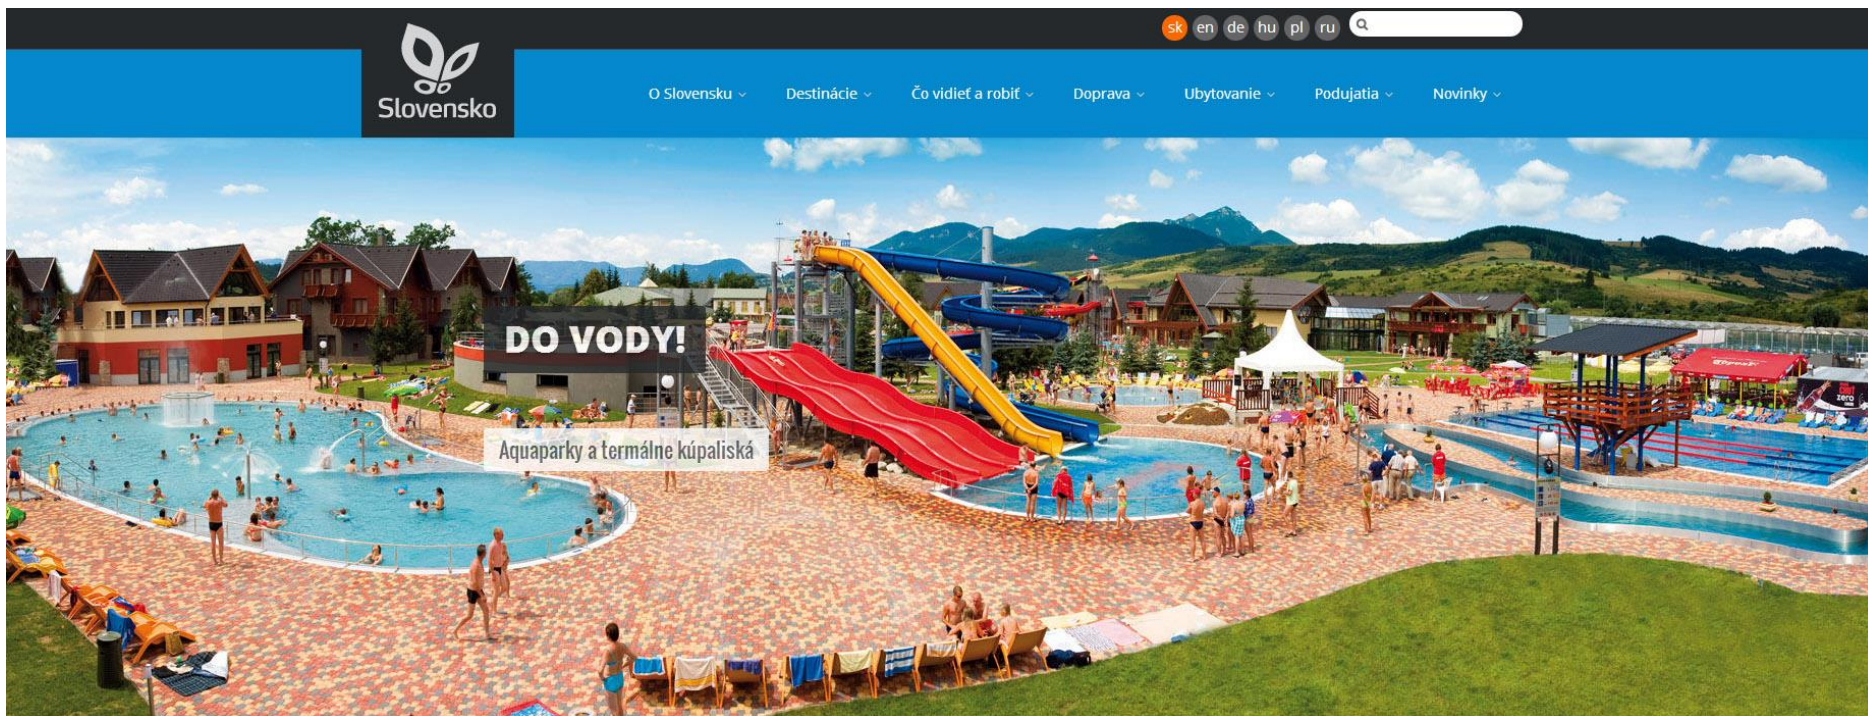 sk en de hu pl ru
Slovensko
O Slovensku Destinácie Čo vidieť a robiť Doprava Ubytovanie Podujatia Novinky
DO VODY!
Aquaparky a termálne kúpaliská
zero